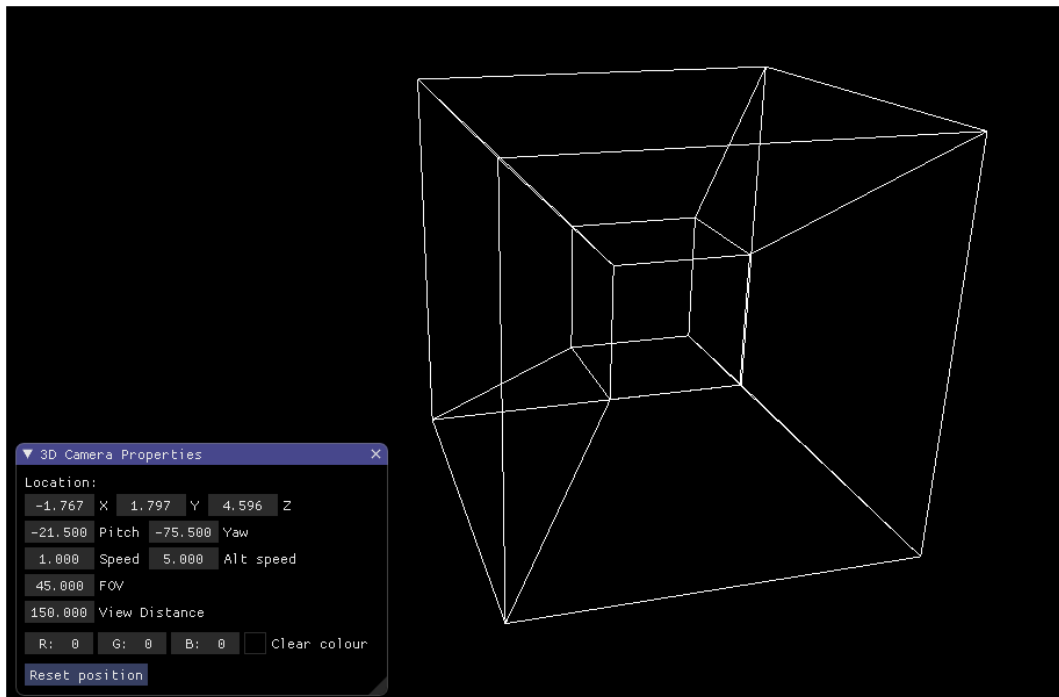 3D Camera Properties
Location:
-1.767 X 1.797 Y 4.596 Z
-21.500 Pitch -75.500 Yaw
1.000 Speed 5.000 Alt speed
45.000 FOV
150.000 View Distance
R: 0 G: 0 B: 0 Clear colour
Reset position